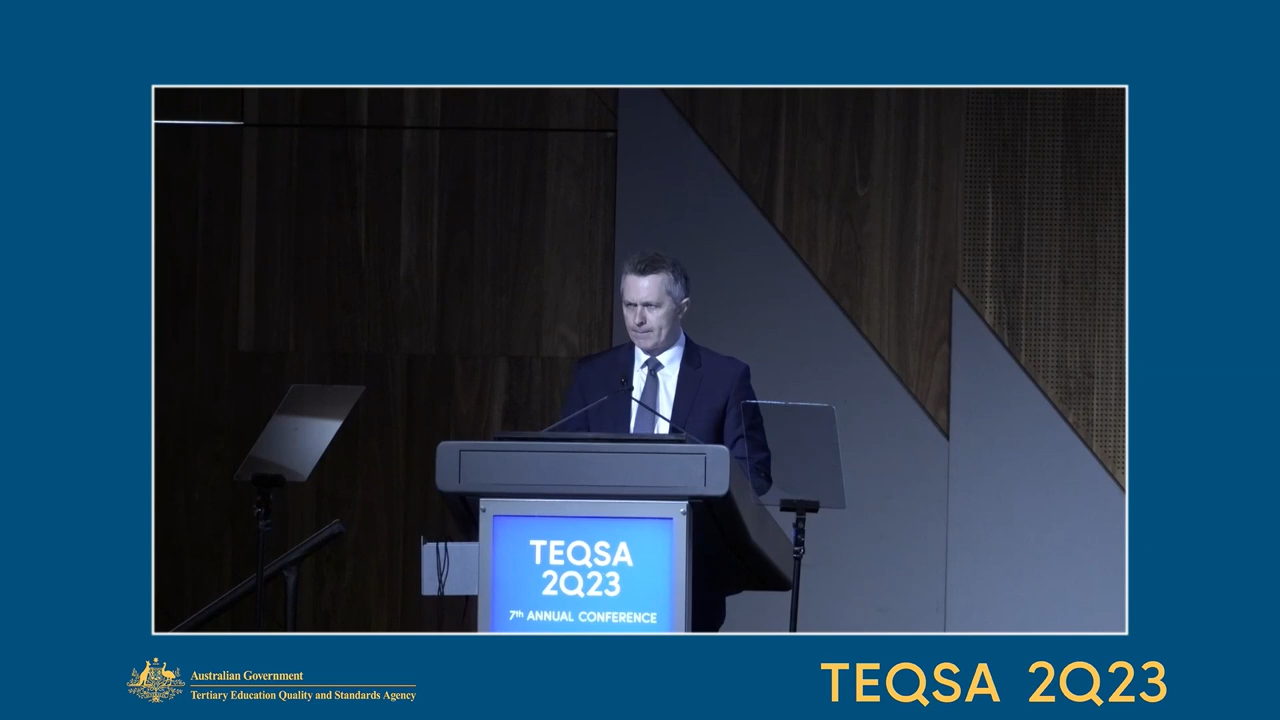 TEQSA
2Q23
7th ANNUAL CONFERENCE
Australian Government
Tertiary Education Quality and Standards Agency
TEQSA 2Q23